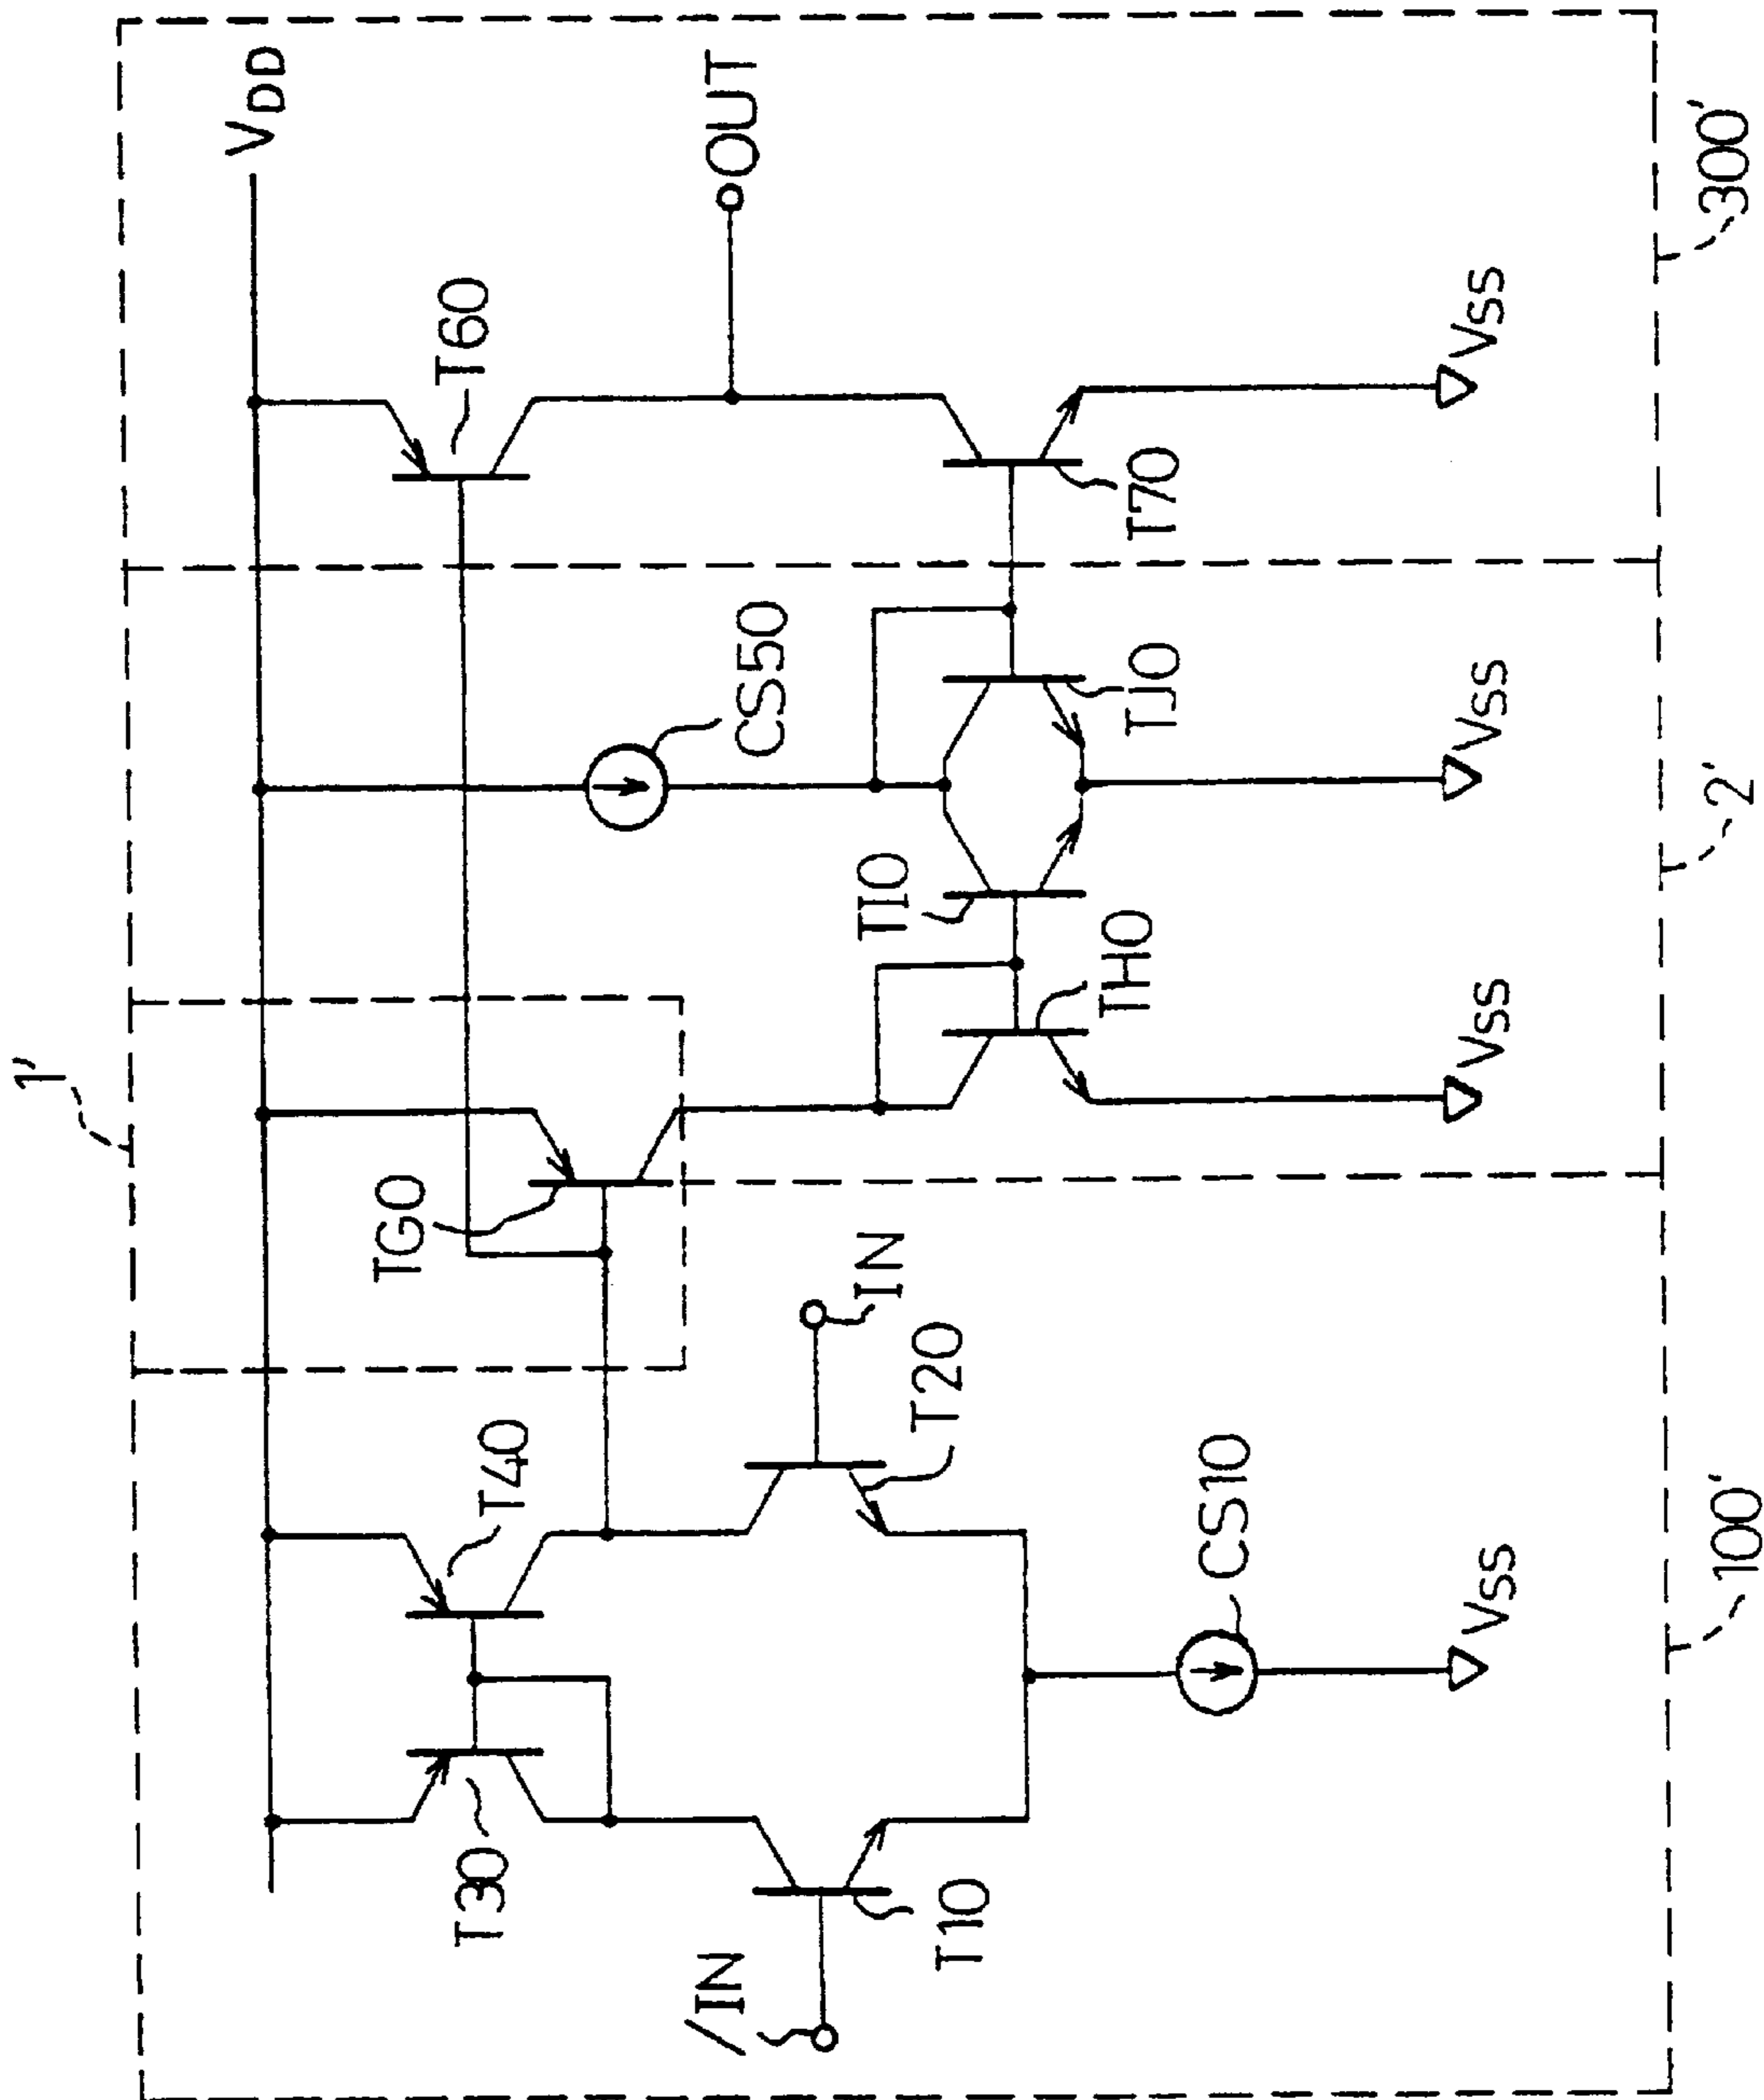 1'
VDD
T60
OUT
TG0
CS50
T40
T30
IN
TI0
TJ0
T70
TH0
T20
/IN
T10
CS10
VSS
VSS
VSS
VSS
100'
2'
300'